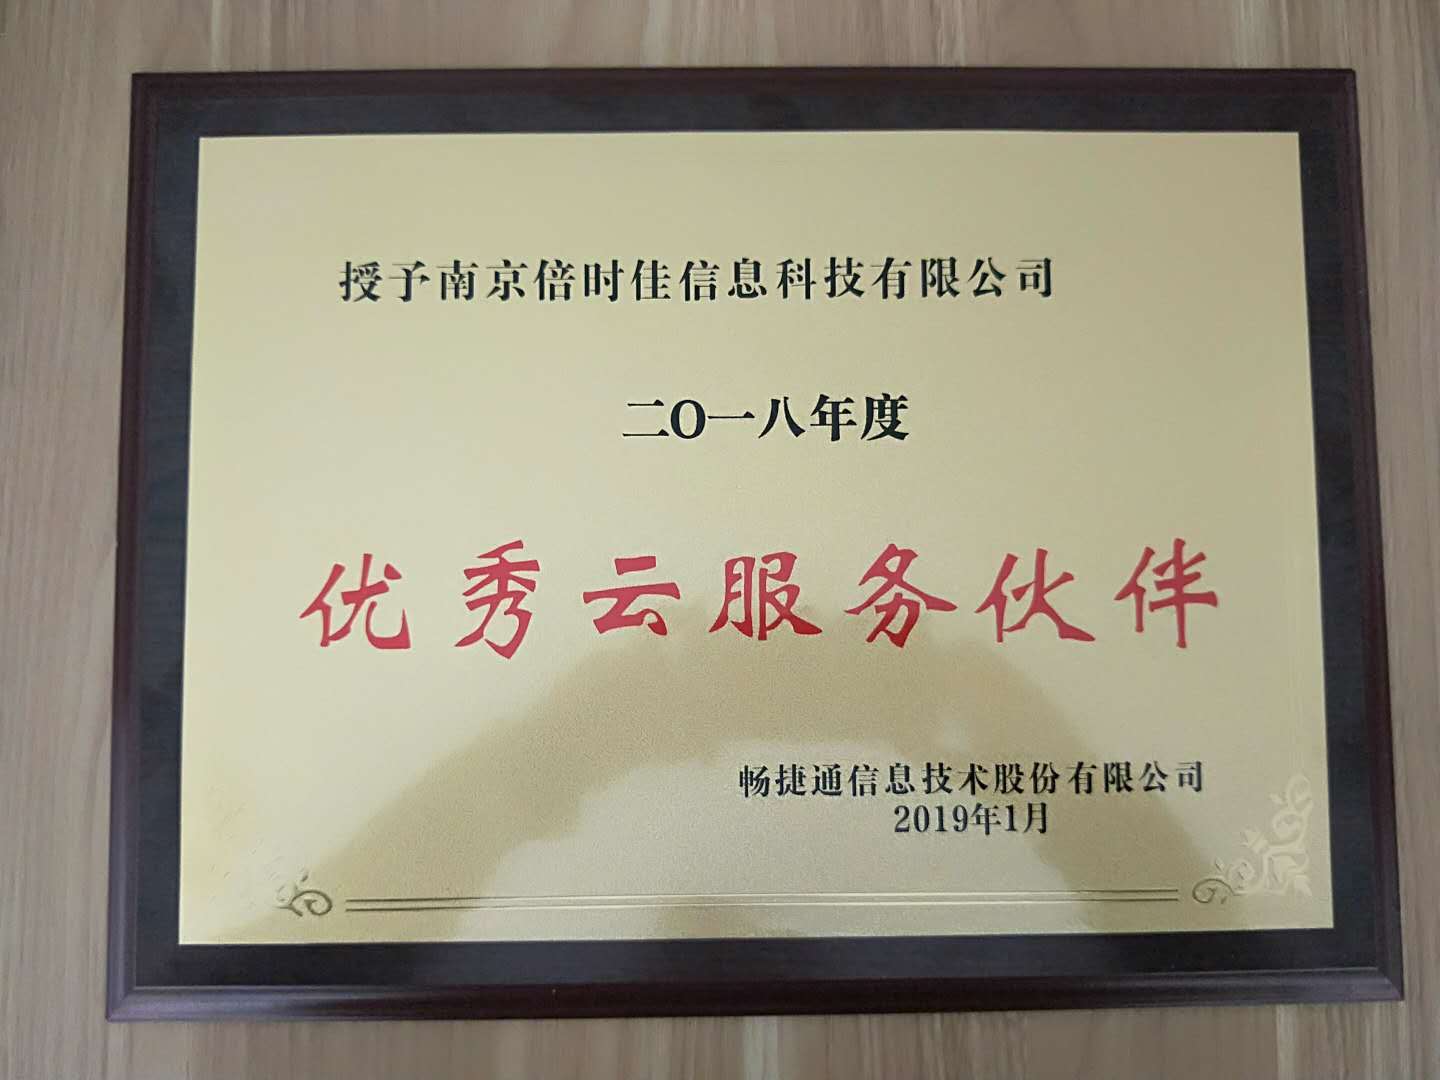 授予南京倍时佳信息科技有限公司
二O一八年度
优秀云服务伙伴
畅捷通信息技术股份有限公司
2019年1月